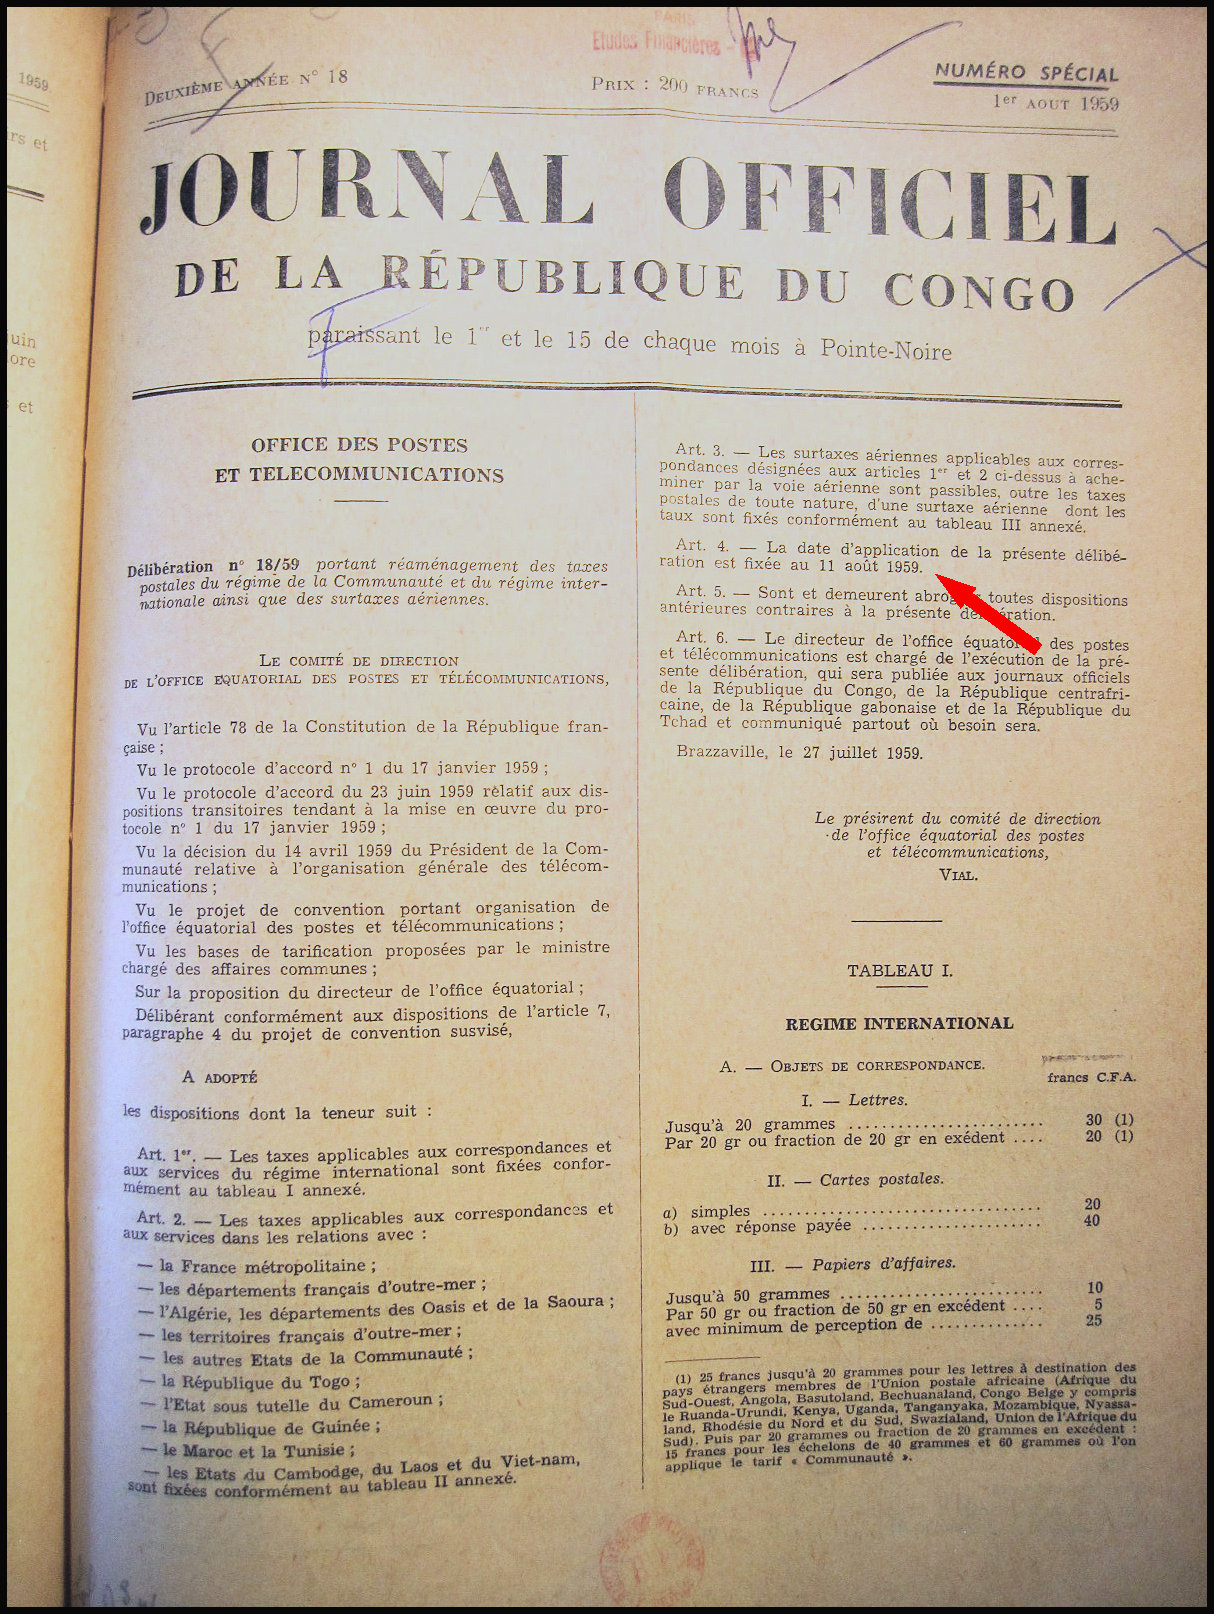 1959
rs et
juin
ore
et
PARIS
Etudes Financières
DEUXIÈME ANNÉE N° 18
PRIX : 200 FRANCS
NUMÉRO SPÉCIAL
1er AOUT 1959
JOURNAL OFFICIEL
DE LA RÉPUBLIQUE DU CONGO
paraissant le 1er et le 15 de chaque mois à Pointe-Noire
OFFICE DES POSTES
ET TELECOMMUNICATIONS
Délibération n° 18/59 portant réaménagement des taxes
postales du régime de la Communauté et du régime inter-
nationale ainsi que des surtaxes aériennes.
LE COMITÉ DE DIRECTION
DE L'OFFICE EQUATORIAL DES POSTES ET TÉLÉCOMMUNICATIONS,
Vu l'article 78 de la Constitution de la République fran-
çaise ;
Vu le protocole d'accord n° 1 du 17 janvier 1959 ;
Vu le protocole d'accord du 23 juin 1959 rélatif aux dis-
positions transitoires tendant à la mise en œuvre du pro-
tocole n° 1 du 17 janvier 1959 ;
Vu la décision du 14 avril 1959 du Président de la Com-
munauté relative à l'organisation générale des télécom-
munications ;
Vu le projet de convention portant organisation de
l'office équatorial des postes et télécommunications ;
Vu les bases de tarification proposées par le ministre
chargé des affaires communes ;
Sur la proposition du directeur de l'office équatorial ;
Délibérant conformément aux dispositions de l'article 7,
paragraphe 4 du projet de convention susvisé,
A ADOPTÉ
les dispositions dont la teneur suit :
Art. 1er. — Les taxes applicables aux correspondances et
aux services du régime international sont fixées confor-
mément au tableau I annexé.
Art. 2. — Les taxes applicables aux correspondances et
aux services dans les relations avec :
— la France métropolitaine ;
— les départements français d'outre-mer ;
— l'Algérie, les départements des Oasis et de la Saoura ;
— les territoires français d'outre-mer ;
— les autres Etats de la Communauté ;
— la République du Togo ;
— l'Etat sous tutelle du Cameroun ;
— la République de Guinée ;
— le Maroc et la Tunisie ;
— les Etats du Cambodge, du Laos et du Viet-nam,
sont fixées conformément au tableau II annexé.
Art. 3. — Les surtaxes aériennes applicables aux corres-
pondances désignées aux articles 1er et 2 ci-dessus à ache-
miner par la voie aérienne sont passibles, outre les taxes
postales de toute nature, d'une surtaxe aérienne dont les
taux sont fixés conformément au tableau III annexé.
Art. 4. — La date d'application de la présente délibé-
ration est fixée au 11 août 1959.
Art. 5. — Sont et demeurent toutes dispositions
antérieures contraires à la présente
Art. 6. — Le directeur de l'office équatorial des postes
et télécommunications est chargé de l'exécution de la pré-
sente délibération, qui sera publiée aux journaux officiels
de la République du Congo, de la République centrafri-
caine, de la République gabonaise et de la République du
Tchad et communiqué partout où besoin sera.
Brazzaville, le 27 juillet 1959.
Le présirent du comité de direction
de l'office équatorial des postes
et télécommunications,
VIAL.
TABLEAU I.
REGIME INTERNATIONAL
A. — OBJETS DE CORRESPONDANCE.
francs C.F.A.
I. — Lettres.
Jusqu'à 20 grammes ........................ 30 (1)
Par 20 gr ou fraction de 20 gr en exédent .... 20 (1)
II. — Cartes postales.
a) simples .................................. 20
b) avec réponse payée ...................... 40
III. — Papiers d'affaires.
Jusqu'à 50 grammes ......................... 10
Par 50 gr ou fraction de 50 gr en excédent .... 5
avec minimum de perception de .............. 25
(1) 25 francs jusqu'à 20 grammes pour les lettres à destination des
pays étrangers membres de l'Union postale africaine (Afrique du
Sud-Ouest, Angola, Basutoland, Bechuanaland, Congo Belge y compris
le Ruanda-Urundi, Kenya, Uganda, Tanganyaka, Mozambique, Nyassa-
land, Rhodésie du Nord et du Sud, Swazialand, Union de l'Afrique du
Sud). Puis par 20 grammes ou fraction de 20 grammes en excédent :
15 francs pour les échelons de 40 grammes et 60 grammes où l'on
applique le tarif « Communauté ».